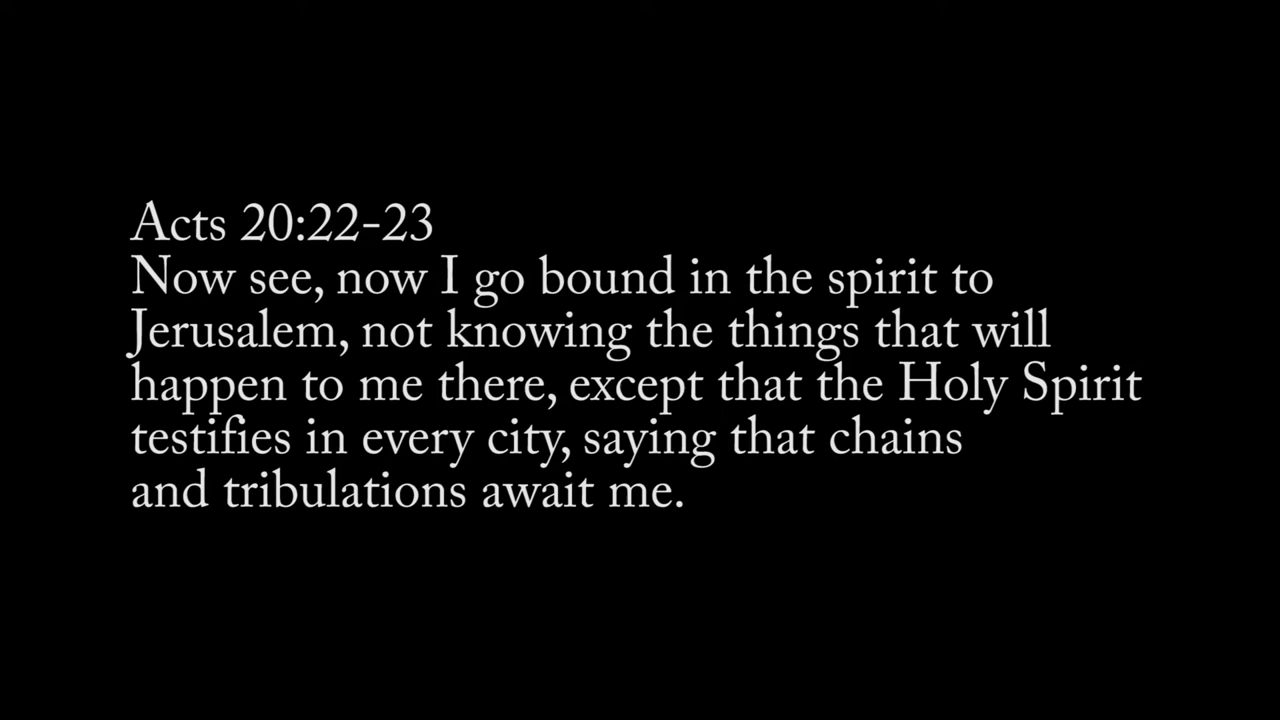 Acts 20:22-23
Now see, now I go bound in the spirit to
Jerusalem, not knowing the things that will
happen to me there, except that the Holy Spirit
testifies in every city, saying that chains
and tribulations await me.